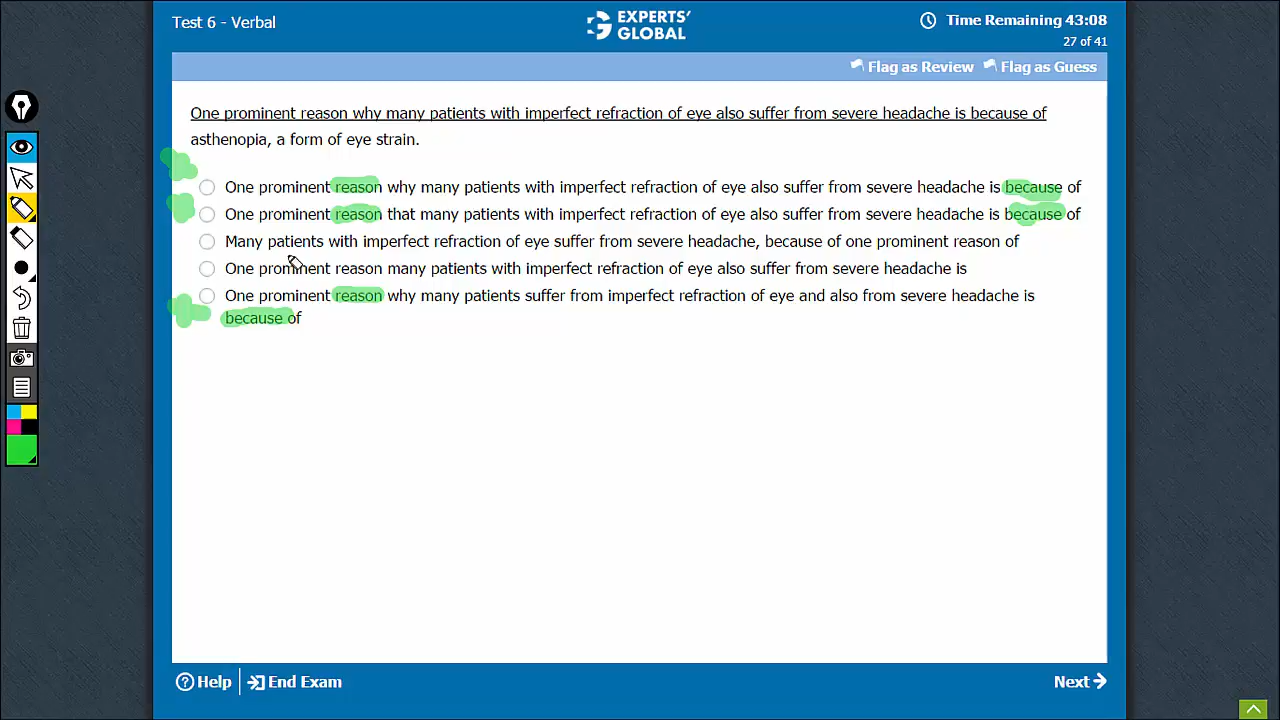 Test 6 - Verbal
EXPERTS'
GLOBAL
Time Remaining 43:08
27 of 41
Flag as Review
Flag as Guess
One prominent reason why many patients with imperfect refraction of eye also suffer from severe headache is because of
asthenopia, a form of eye strain.
One prominent reason why many patients with imperfect refraction of eye also suffer from severe headache is because of
One prominent reason that many patients with imperfect refraction of eye also suffer from severe headache is because of
Many patients with imperfect refraction of eye suffer from severe headache, because of one prominent reason of
One prominent reason many patients with imperfect refraction of eye also suffer from severe headache is
One prominent reason why many patients suffer from imperfect refraction of eye and also from severe headache is
because of
Help
End Exam
Next